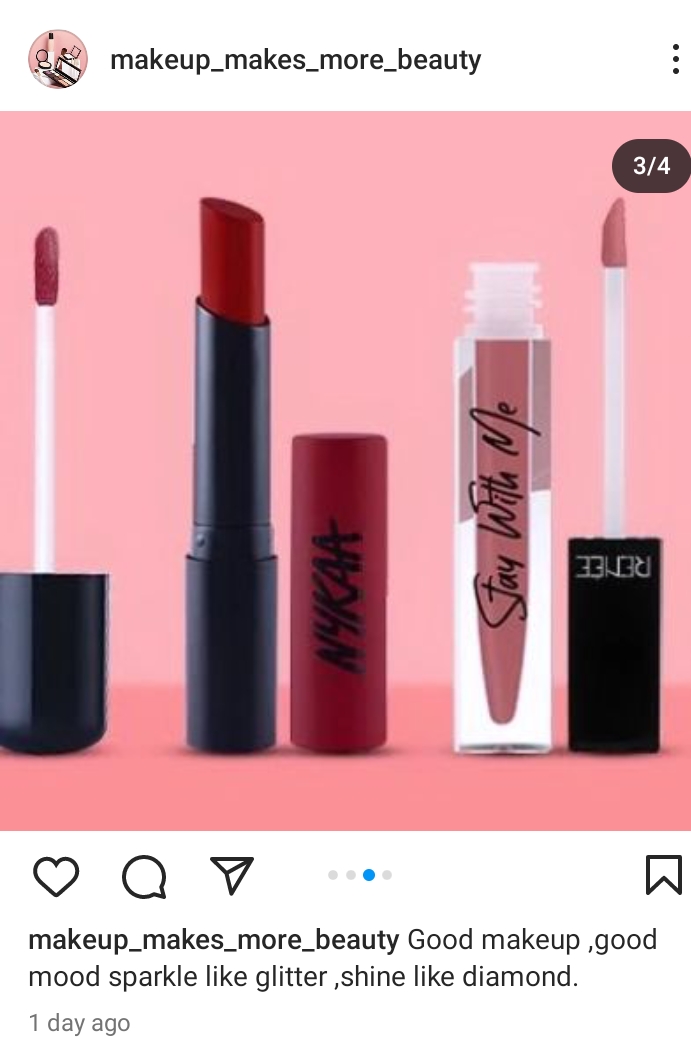 makeup_makes_more_beauty
3/4
NYKAA
Stay With Me
RENEE
makeup_makes_more_beauty Good makeup ,good
mood sparkle like glitter ,shine like diamond.
1 day ago